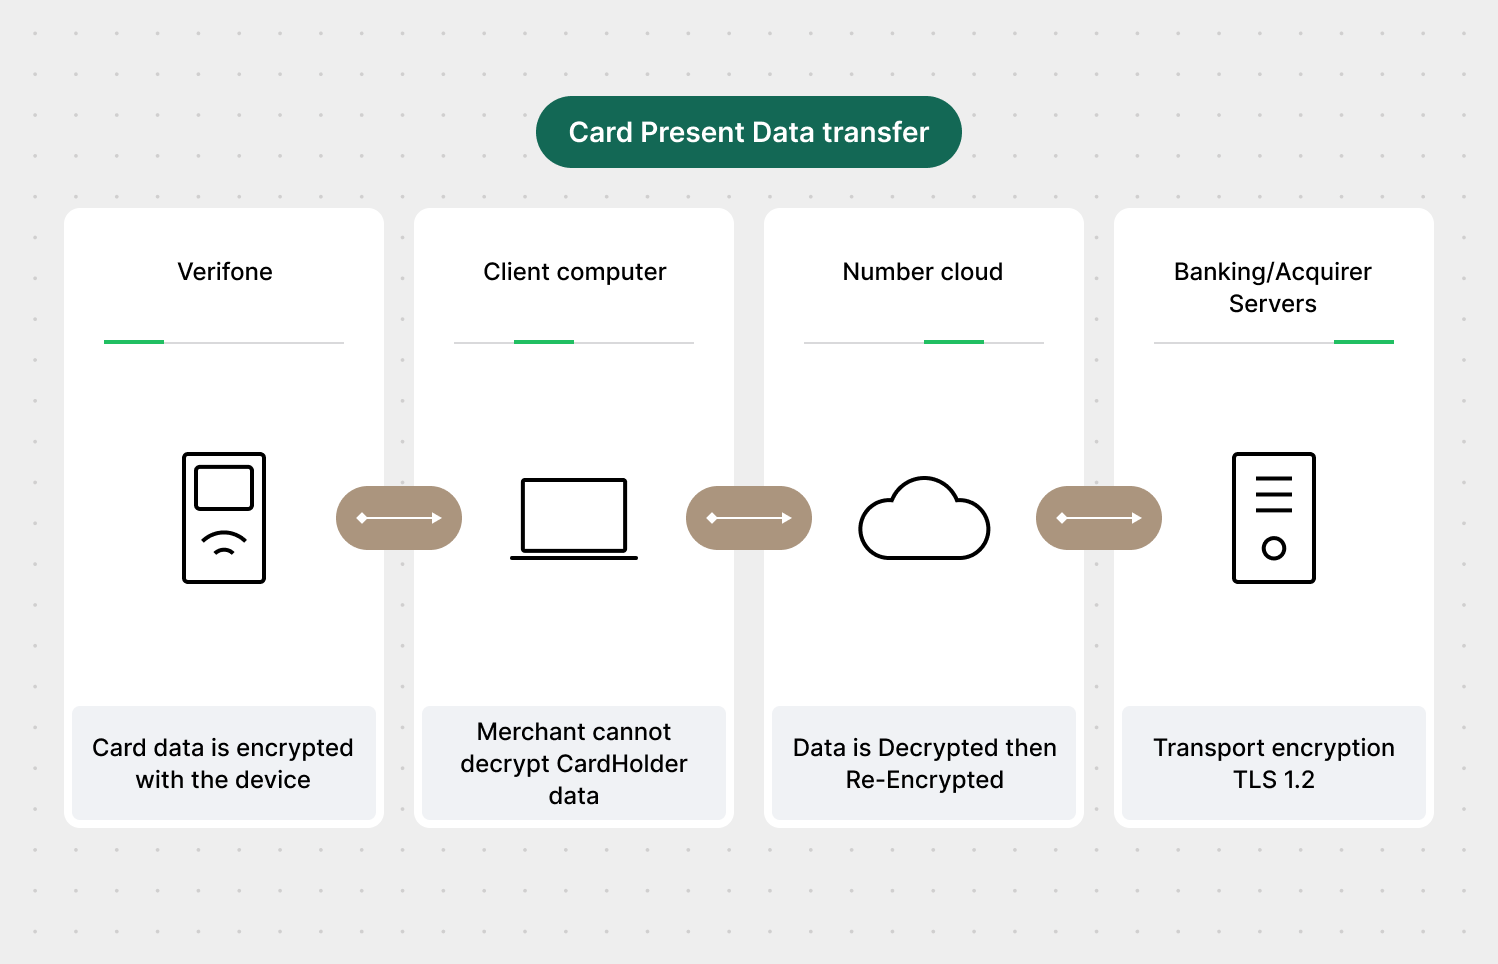 Card Present Data transfer
Verifone
Client computer
Number cloud
Banking/Acquirer
Servers
Card data is encrypted
with the device
Merchant cannot
decrypt CardHolder
data
Data is Decrypted then
Re-Encrypted
Transport encryption
TLS 1.2